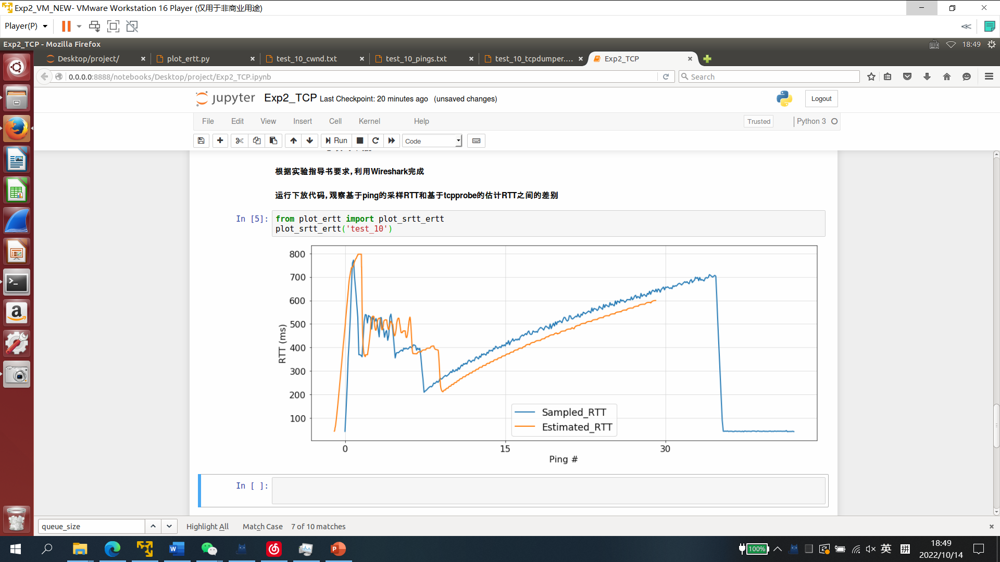 Exp2_VM_NEW- VMware Workstation 16 Player (仅用于非商业用途)
Player(P)
Exp2_TCP - Mozilla Firefox
18:49
Desktop/project/
plot_ertt.py
test_10_cwnd.txt
test_10_pings.txt
test_10_tcpdumper....
Exp2_TCP
0.0.0.0:8888/notebooks/Desktop/project/Exp2_TCP.ipynb
Search
jupyter Exp2_TCP Last Checkpoint: 20 minutes ago (unsaved changes)
Logout
File Edit View Insert Cell Kernel Help
Trusted
Python 3
Run
Code
根据实验指导书要求,利用Wireshark完成
运行下放代码,观察基于ping的采样RTT和基于tcpprobe的估计RTT之间的差别
In [5]:
from plot_ertt import plot_srtt_ertt
plot_srtt_ertt('test_10')
800
700
600
500
400
300
200
100
RTT (ms)
Sampled_RTT
Estimated_RTT
0 15 30
Ping #
In [ ]:
queue_size
Highlight All
Match Case
7 of 10 matches
100%
英
拼
18:49
2022/10/14